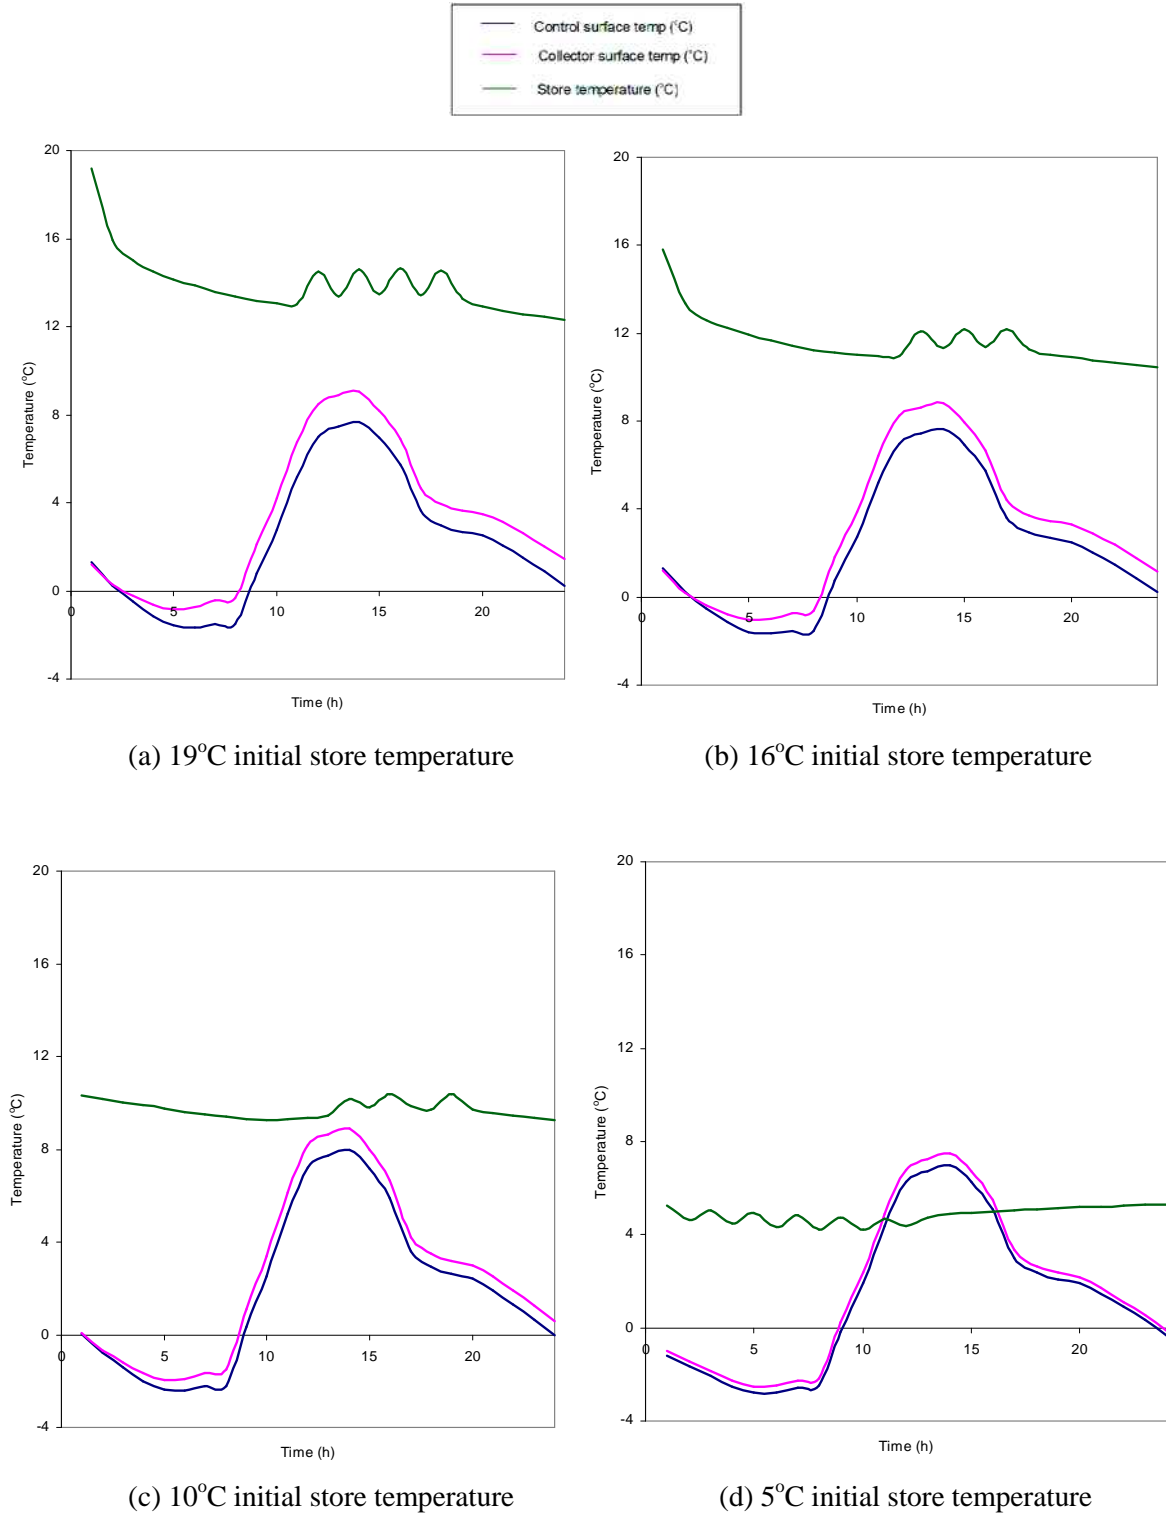 Control surface temp (°C)
Collector surface temp (°C)
Store temperature (°C)
20
16
12
8
4
0
-4
0 5 10 15 20
Temperature (°C)
Time (h)
(a) 19°C initial store temperature
20
16
12
8
4
0
-4
0 5 10 15 20
Temperature (°C)
Time (h)
(b) 16°C initial store temperature
20
16
12
8
4
0
-4
0 5 10 15 20
Temperature (°C)
Time (h)
(c) 10°C initial store temperature
20
16
12
8
4
0
-4
0 5 10 15 20
Temperature (°C)
Time (h)
(d) 5°C initial store temperature